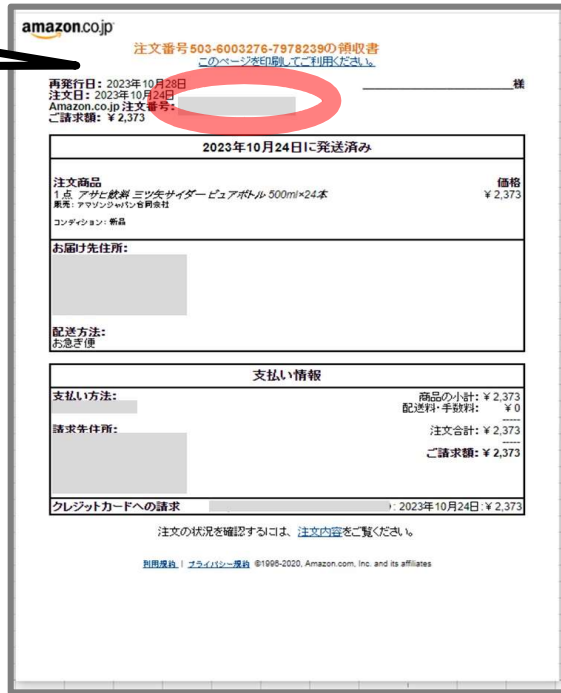 amazon.co.jp
注文番号503-6003276-7978239の領収書
このページを印刷してご利用ください。
再発行日: 2023年10月28日
注文日: 2023年10月24日
Amazon.co.jp 注文番号:
ご請求額: ¥ 2,373
様
2023年10月24日に発送済み
注文商品 価格
1 点 アサヒ飲料 三ツ矢サイダー ピュアボトル 500ml×24本 ¥ 2,373
販売: アマゾンジャパン合同会社
コンディション: 新品
お届け先住所:
配送方法:
お急ぎ便
支払い情報
支払い方法: 商品の小計: ¥ 2,373
配送料・手数料: ¥ 0
-----
請求先住所: 注文合計: ¥ 2,373
-----
ご請求額: ¥ 2,373
クレジットカードへの請求 : 2023年10月24日: ¥ 2,373
注文の状況を確認するには、注文内容をご覧ください。
利用規約 | プライバシー規約 ©1996-2020, Amazon.com, Inc. and its affiliates